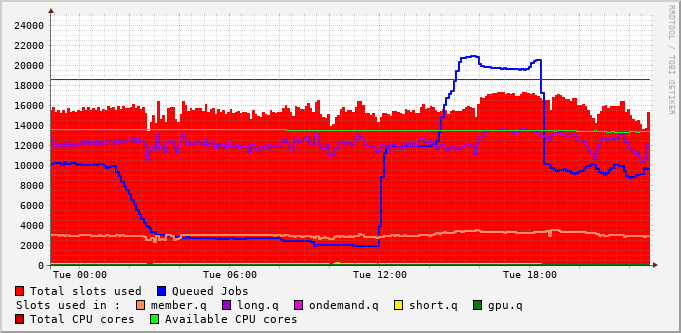 24000
22000
20000
18000
16000
14000
12000
10000
8000
6000
4000
2000
0
Tue 00:00 Tue 06:00 Tue 12:00 Tue 18:00
Total slots used Queued Jobs
Slots used in : member.q long.q ondemand.q short.q gpu.q
Total CPU cores Available CPU cores
RRDTOOL / TOBI OETIKER